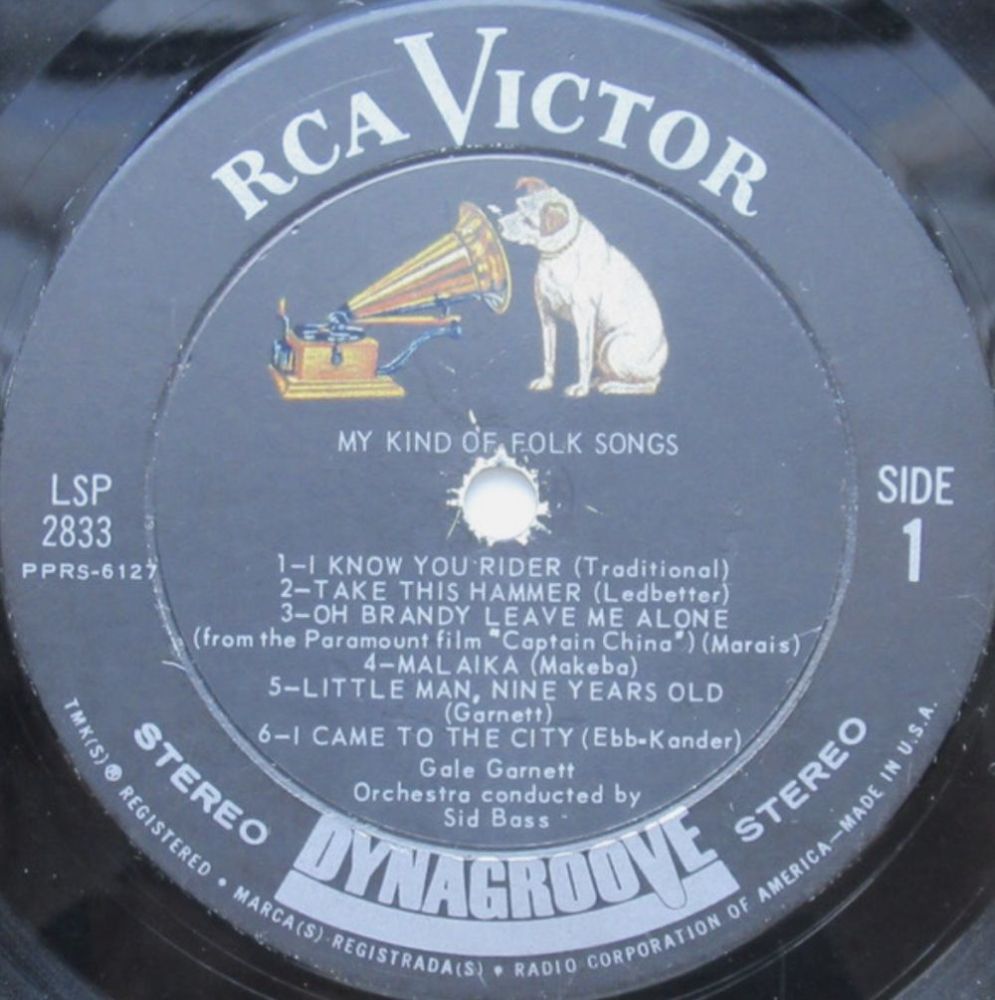 RCA VICTOR
MY KIND OF FOLK SONGS
LSP
2833
PPRS-6127
SIDE
1
1—I KNOW YOU RIDER (Traditional)
2—TAKE THIS HAMMER (Ledbetter)
3—OH BRANDY LEAVE ME ALONE
(from the Paramount film "Captain China") (Marais)
4—MALAIKA (Makeba)
5—LITTLE MAN, NINE YEARS OLD
(Garnett)
6—I CAME TO THE CITY (Ebb-Kander)
Gale Garnett
Orchestra conducted by
Sid Bass
STEREO
DYNAGROOVE
STEREO
TMK(S) ® REGISTERED • MARCA(S) REGISTRADA(S) • RADIO CORPORATION OF AMERICA—MADE IN U.S.A.